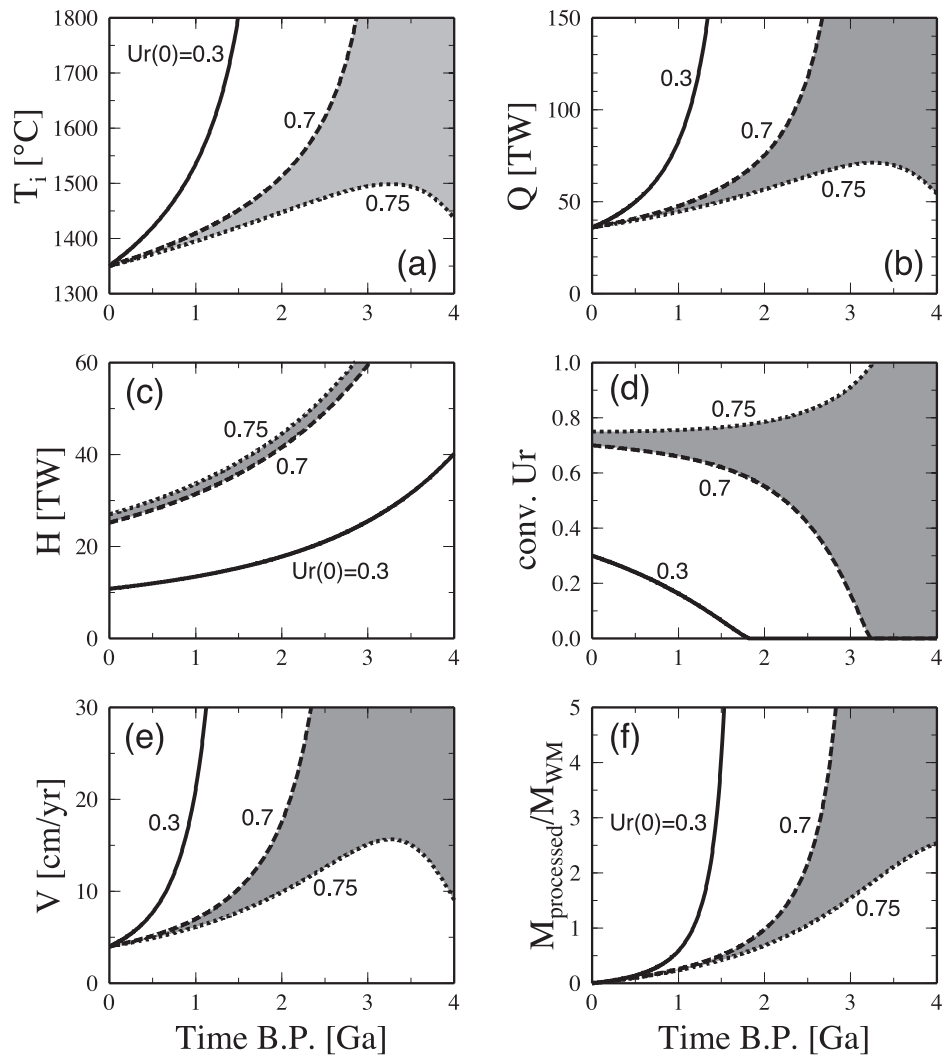 1800
1700
1600
1500
1400
1300
T_i [°C]
Ur(0)=0.3
0.7
0.75
(a)
0 1 2 3 4
150
100
50
0
Q [TW]
0.3
0.7
0.75
(b)
0 1 2 3 4
60
40
20
0
H [TW]
(c)
0.75
0.7
Ur(0)=0.3
0 1 2 3 4
1.0
0.8
0.6
0.4
0.2
0.0
conv. Ur
(d)
0.75
0.7
0.3
0 1 2 3 4
30
20
10
0
V [cm/yr]
(e)
0.3
0.7
0.75
0 1 2 3 4
Time B.P. [Ga]
5
4
3
2
1
0
M_processed/M_WM
(f)
Ur(0)=0.3
0.7
0.75
0 1 2 3 4
Time B.P. [Ga]